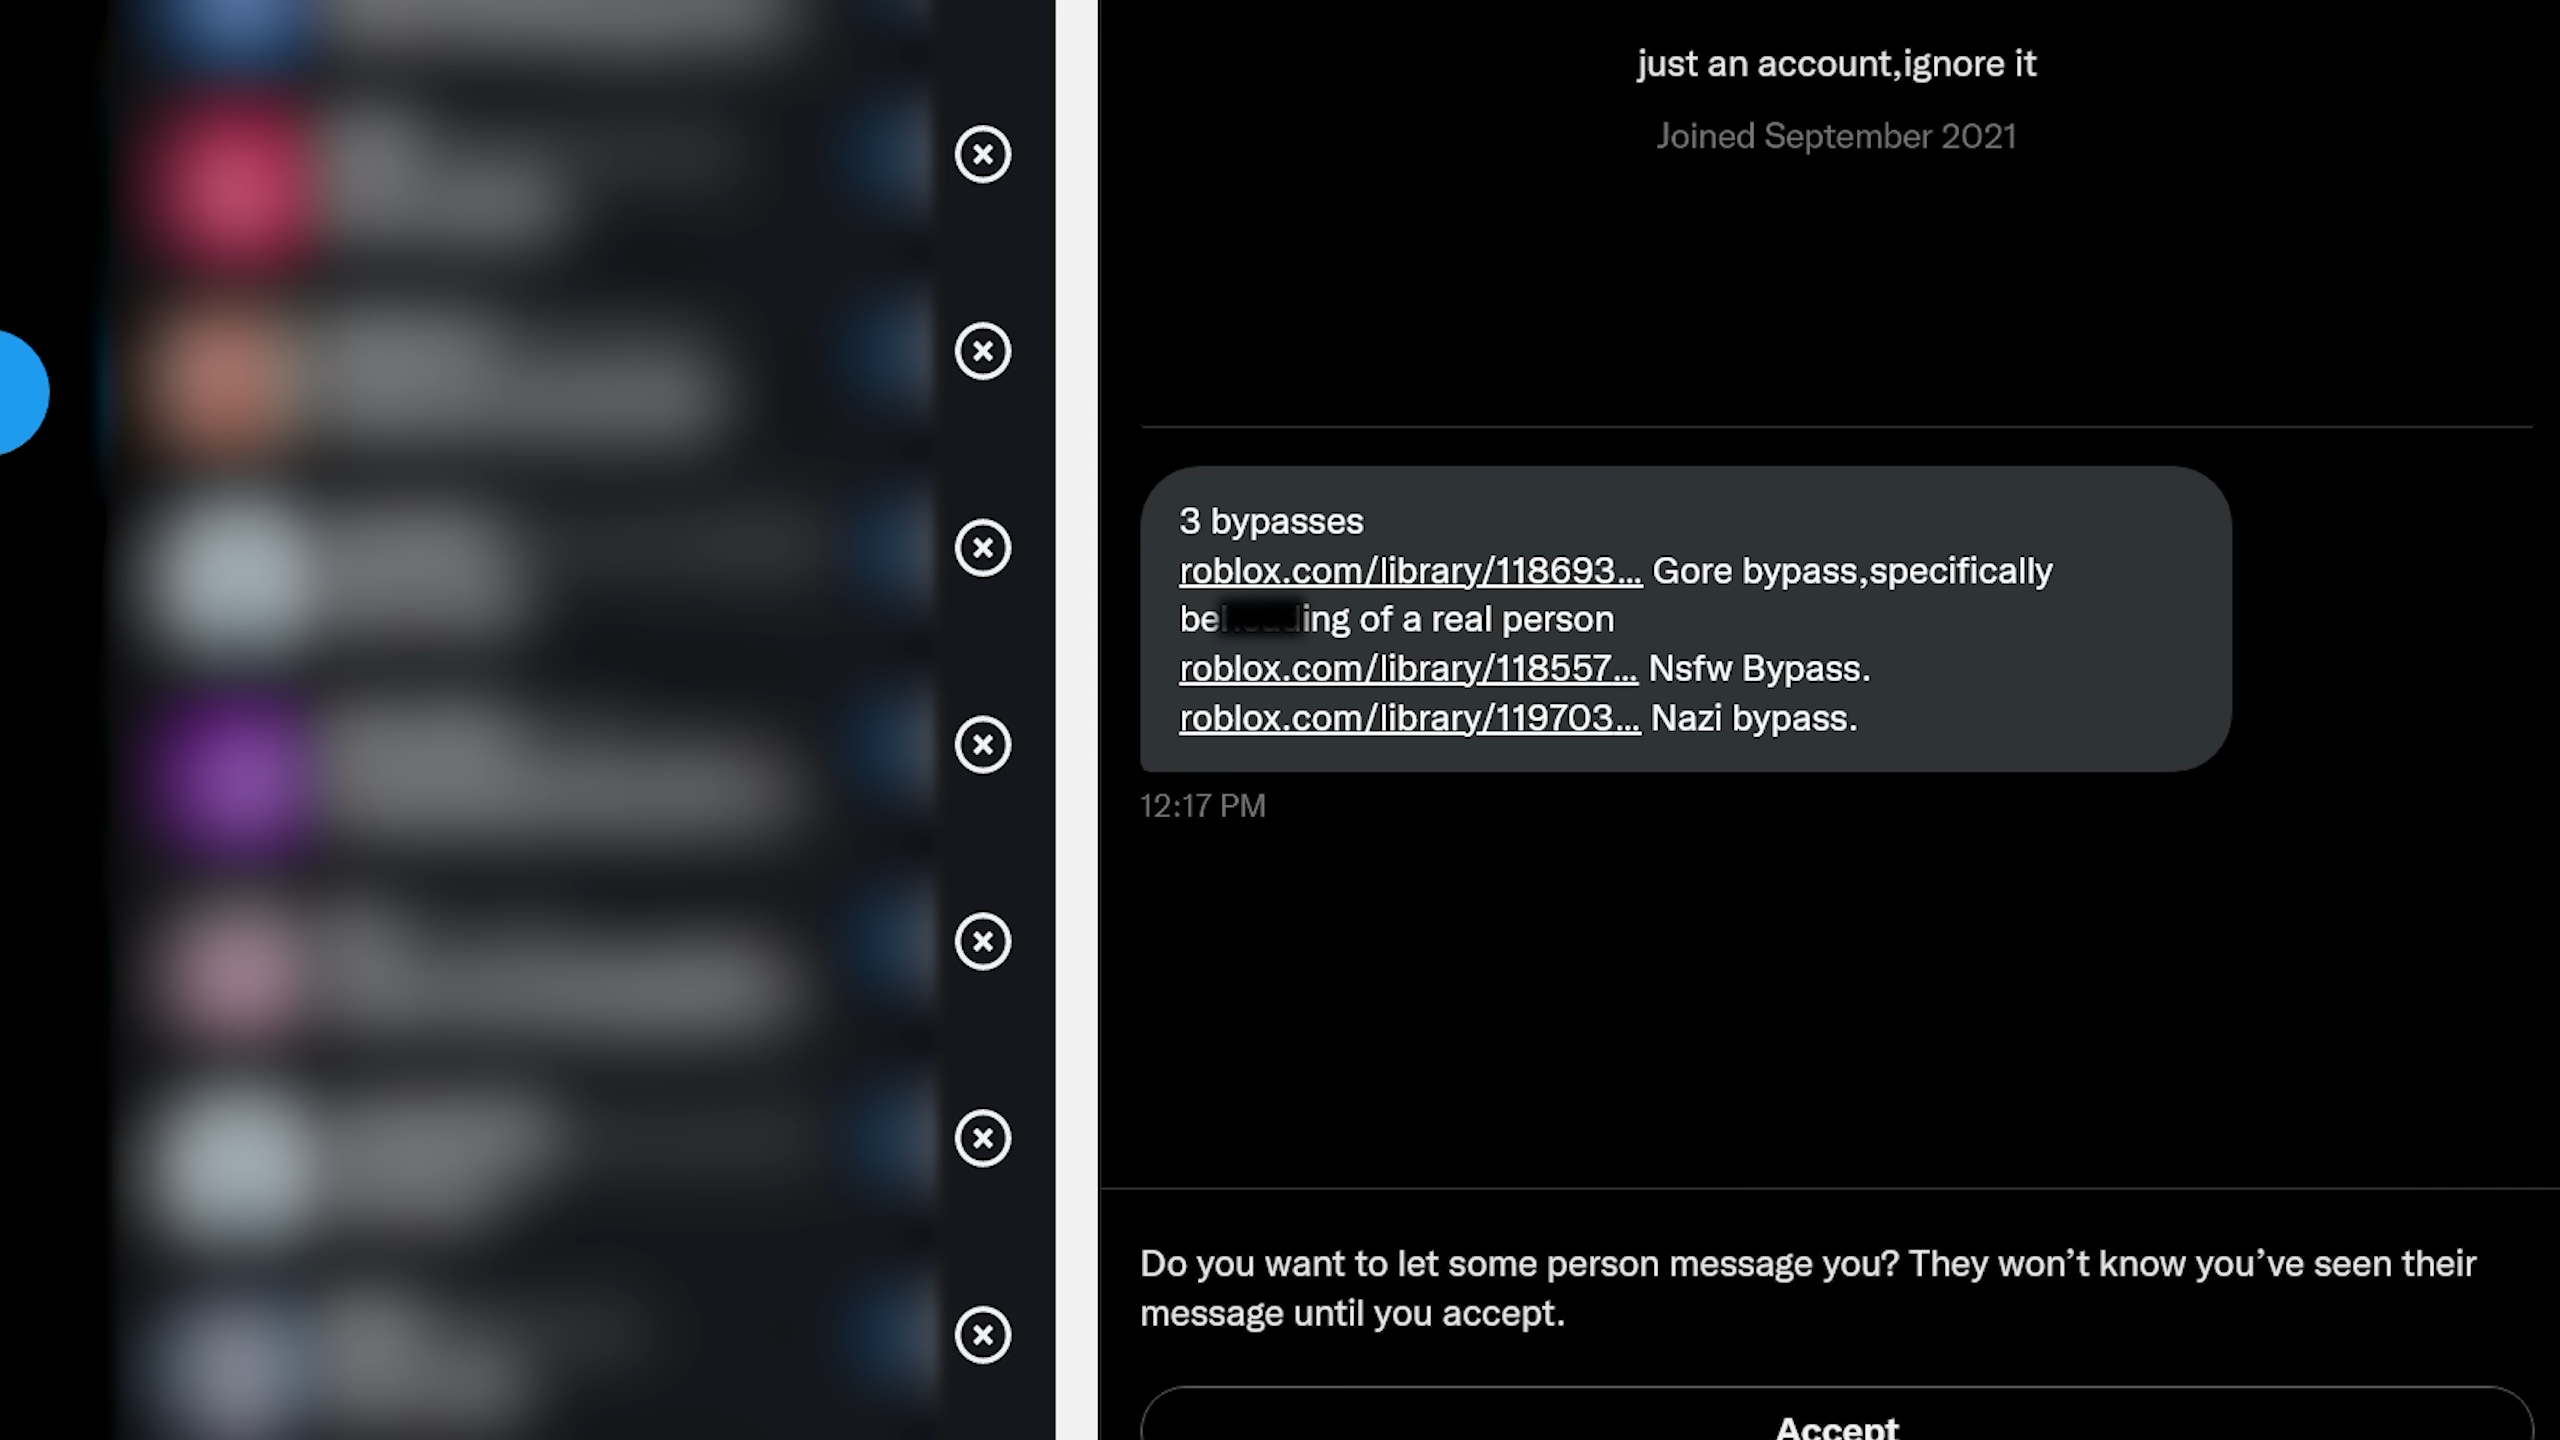 just an account,ignore it
Joined September 2021
3 bypasses
roblox.com/library/118693... Gore bypass,specifically
of a real person
roblox.com/library/118557... Nsfw Bypass.
roblox.com/library/119703... Nazi bypass.
12:17 PM
Do you want to let some person message you? They won’t know you’ve seen their
message until you accept.
Accept